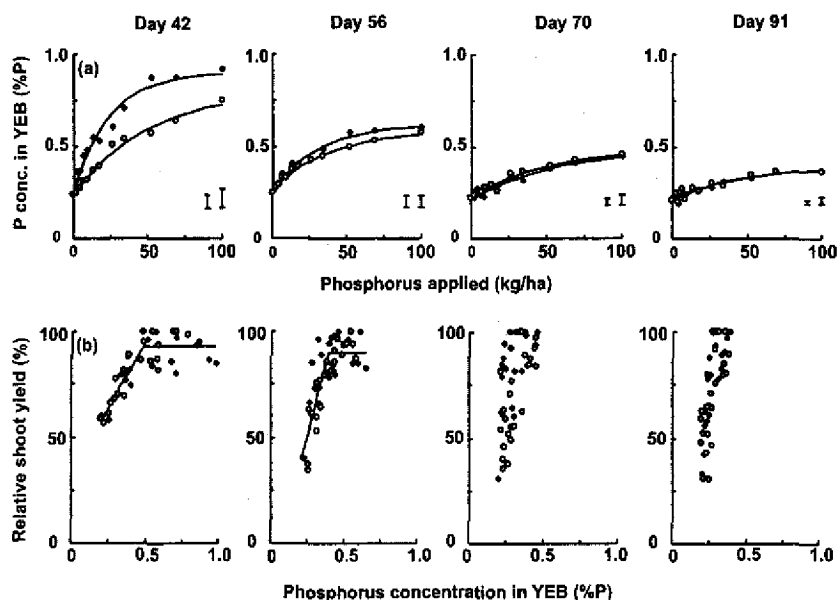 Day 42 Day 56 Day 70 Day 91
(a)
P conc. in YEB (%P)
1.0 1.0 1.0 1.0
0.5 0.5 0.5 0.5
0 0 0 0
0 50 100 0 50 100 0 50 100 0 50 100
Phosphorus applied (kg/ha)
(b)
Relative shoot yield (%)
100 100 100 100
50 50 50 50
0 0 0 0
0 0.5 1.0 0 0.5 1.0 0 0.5 1.0 0 0.5 1.0
Phosphorus concentration in YEB (%P)